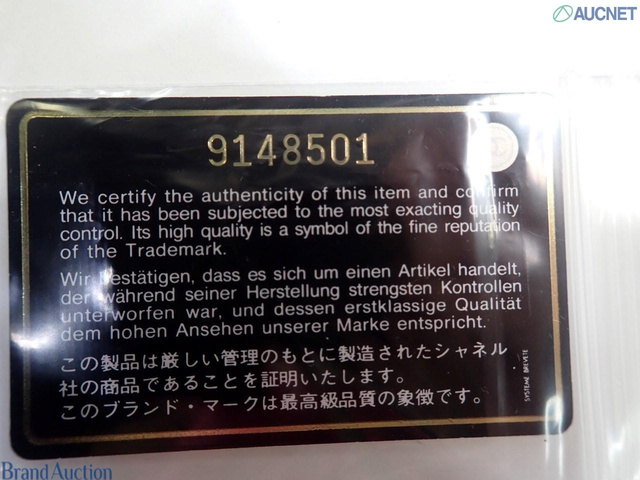 AUCNET
9148501
We certify the authenticity of this item and confirm
that it has been subjected to the most exacting quality
control. Its high quality is a symbol of the fine reputation
of the Trademark.
Wir bestätigen, dass es sich um einen Artikel handelt,
der während seiner Herstellung strengsten Kontrollen
unterworfen war, und dessen erstklassige Qualität
dem hohen Ansehen unserer Marke entspricht.
この製品は厳しい管理のもとに製造されたシャネル
社の商品であることを証明いたします。
このブランド・マークは最高級品質の象徴です。
SYSTEME BREVETE
Brand Auction